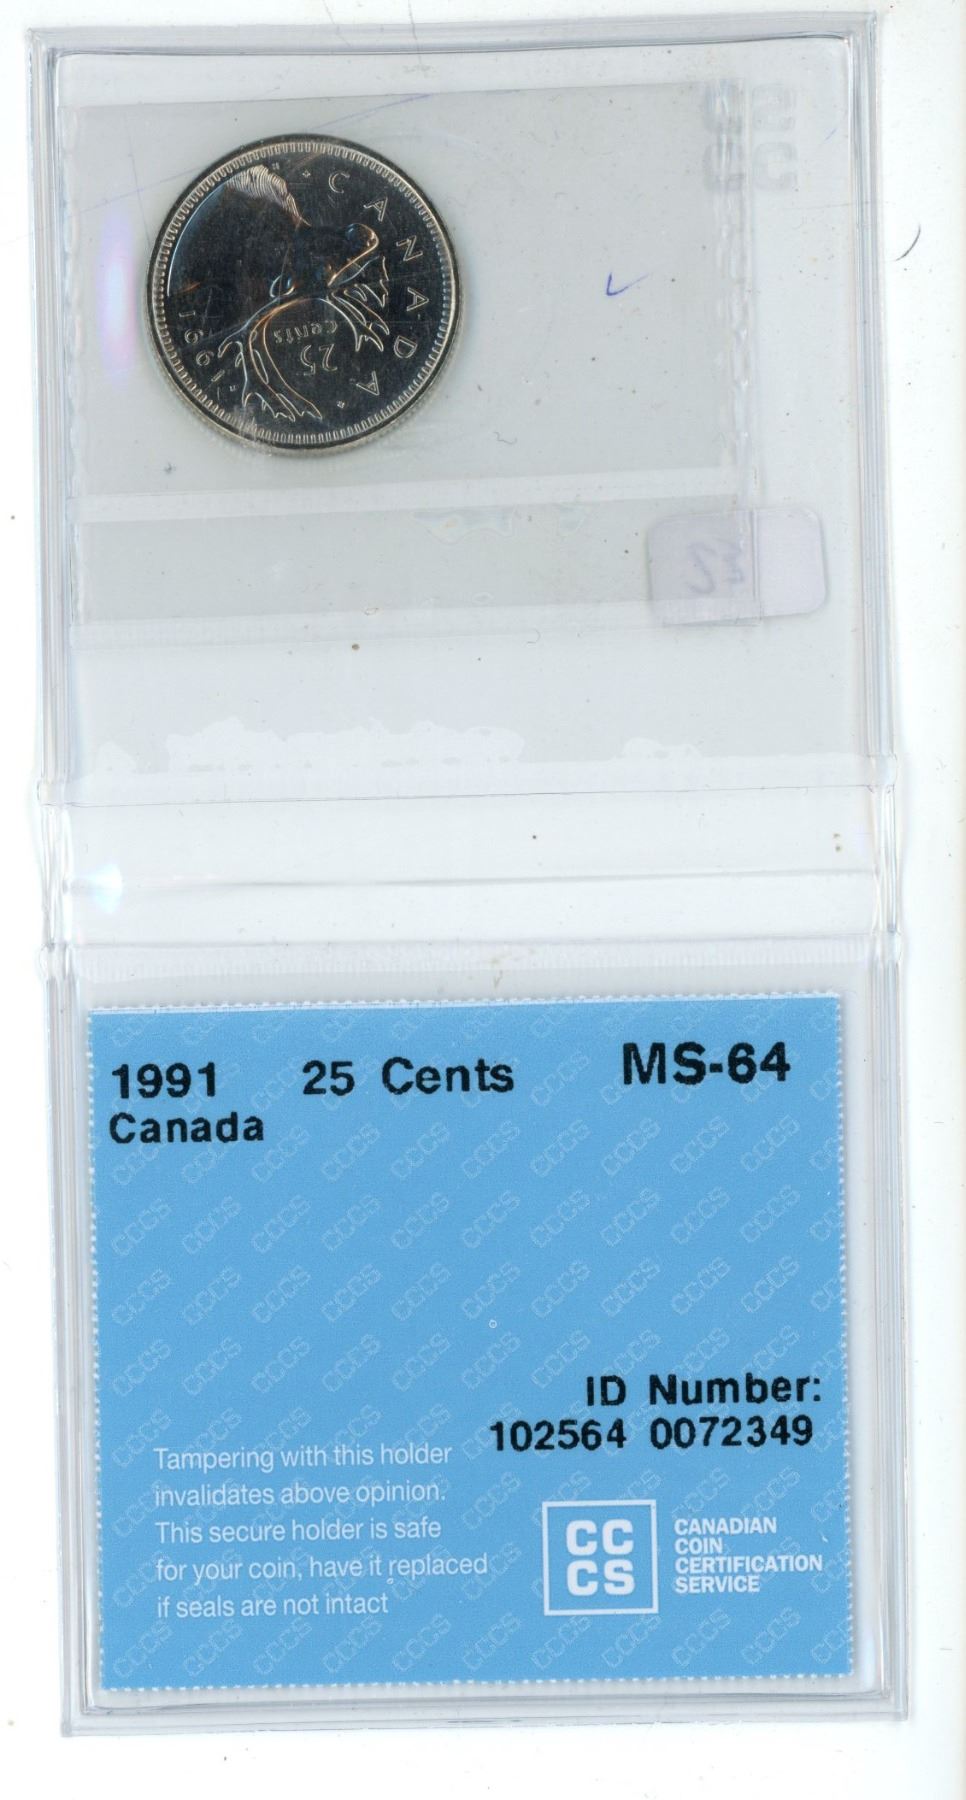 CANADA
25
cents
1991
1991 25 Cents MS-64
Canada
ID Number:
102564 0072349
Tampering with this holder
invalidates above opinion.
This secure holder is safe
for your coin, have it replaced
if seals are not intact
CC
CS
CANADIAN
COIN
CERTIFICATION
SERVICE